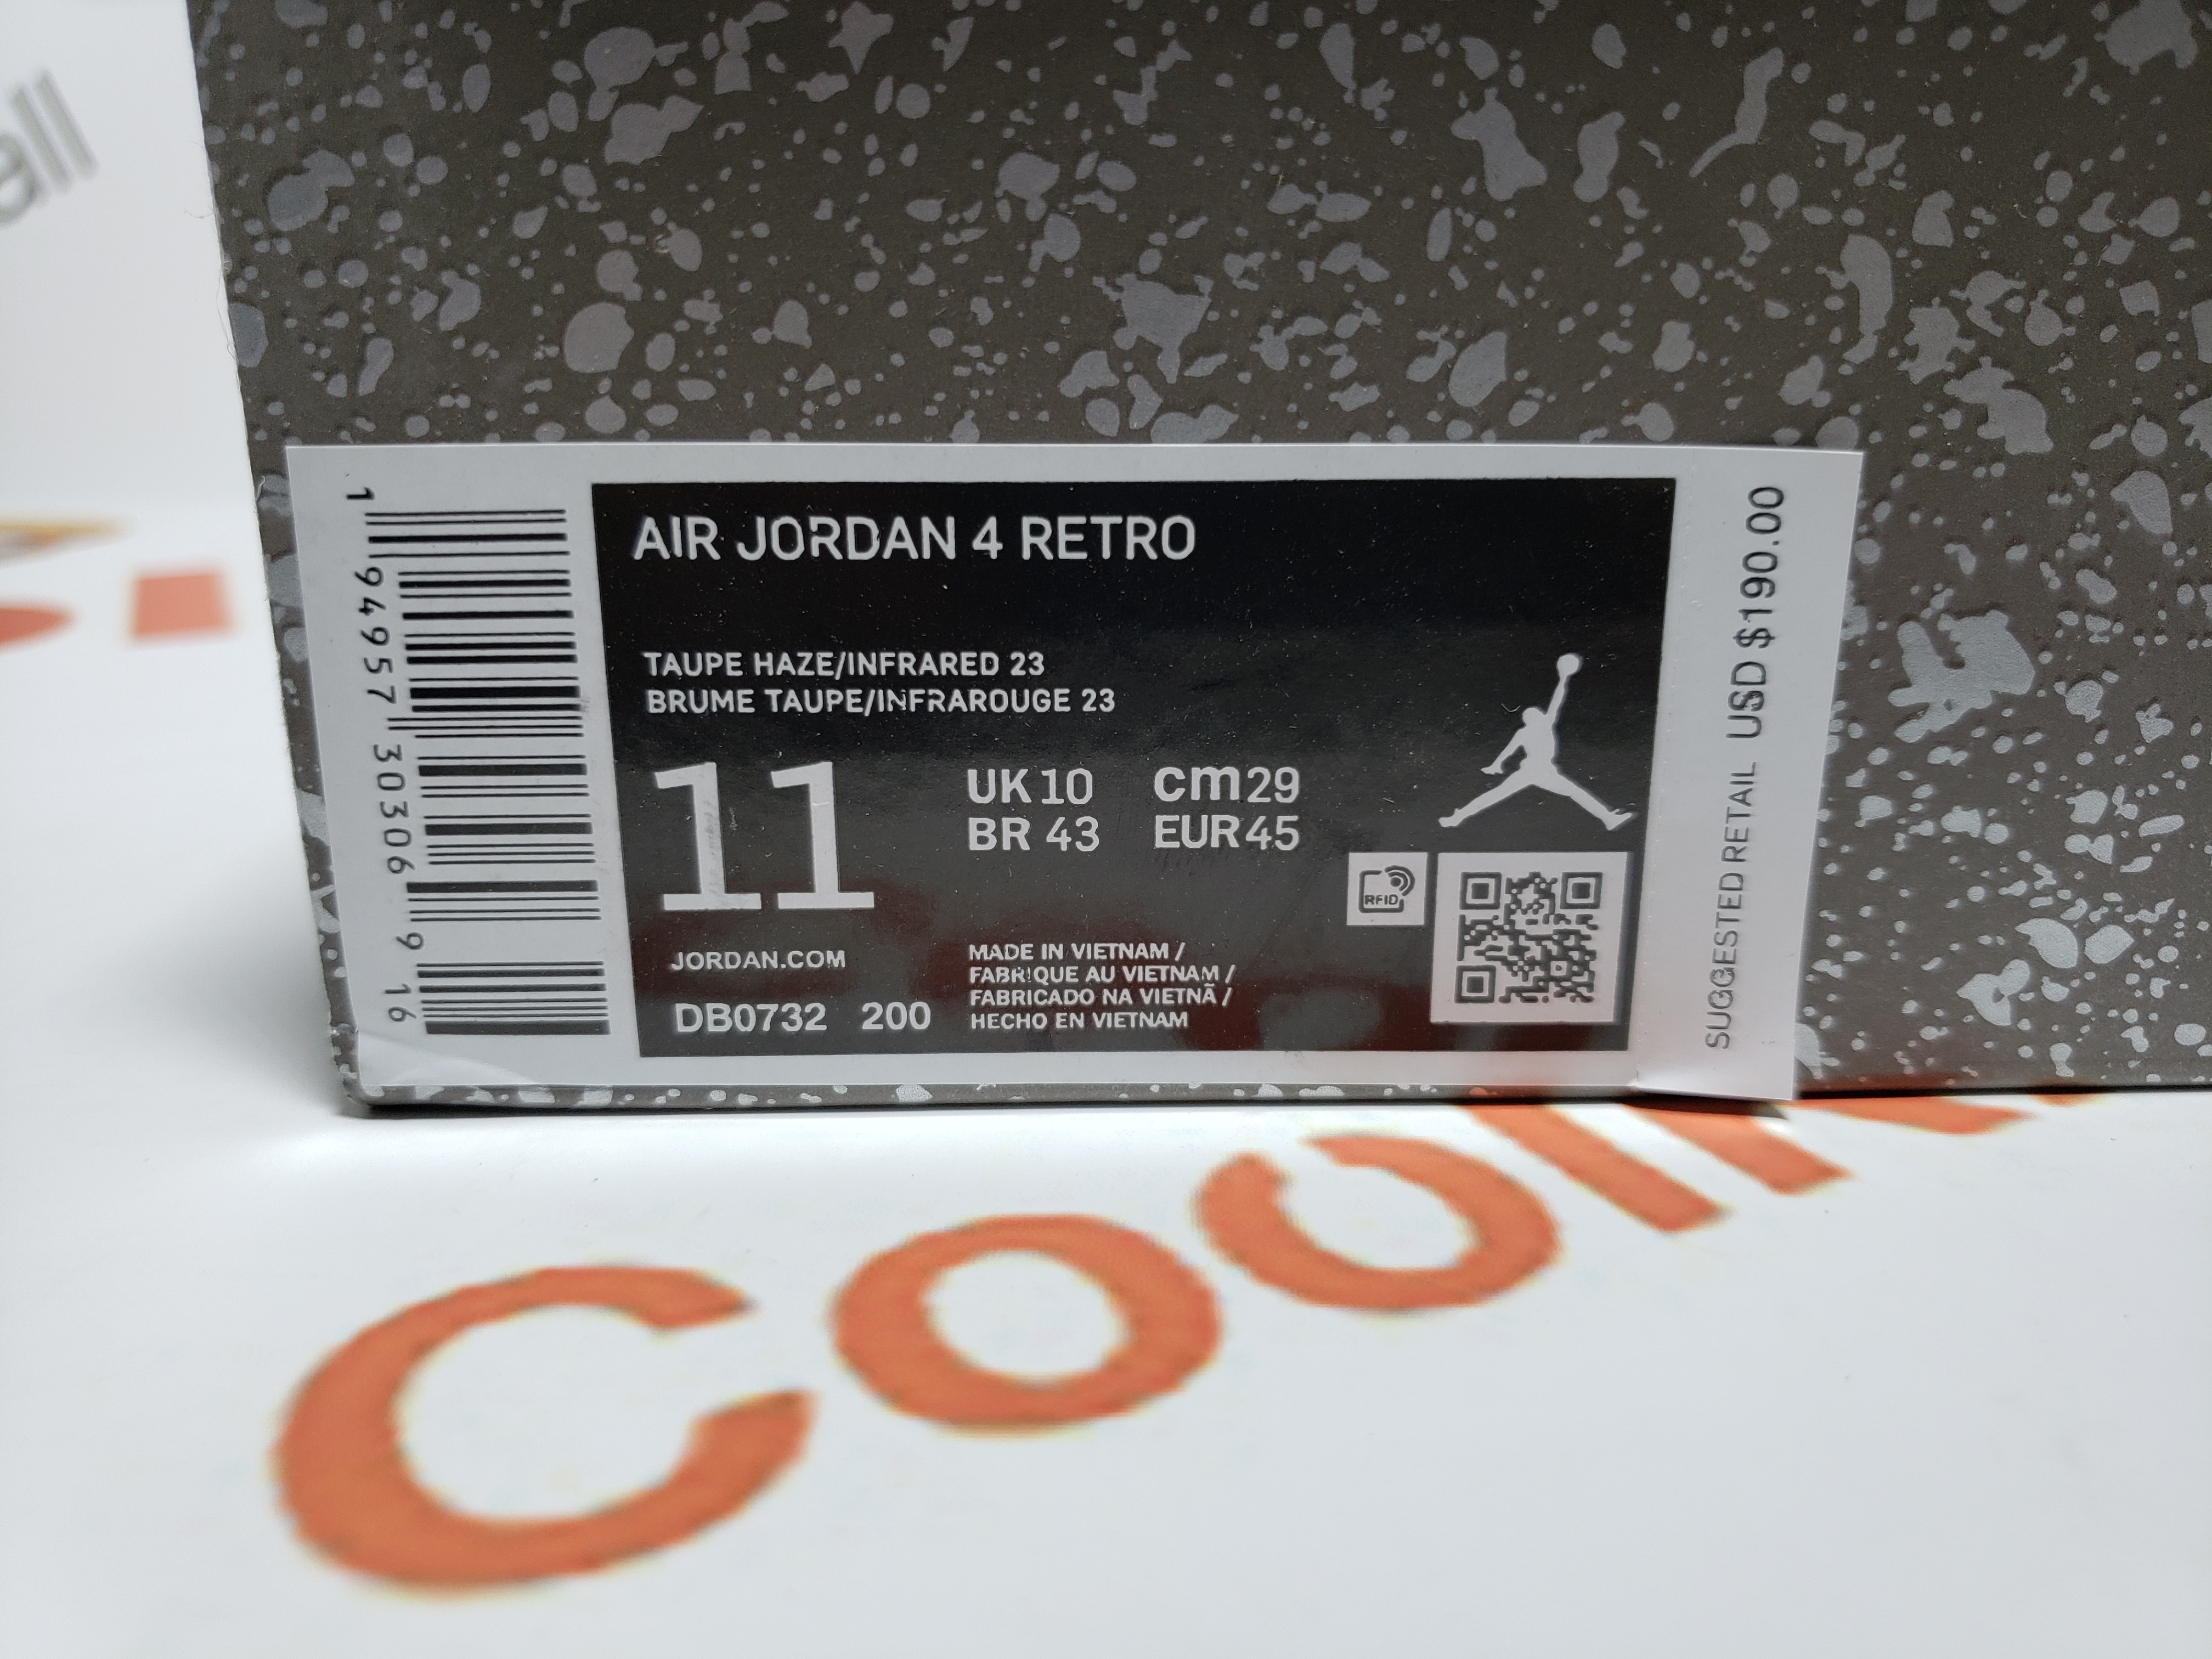 all
AIR JORDAN 4 RETRO
TAUPE HAZE/INFRARED 23
BRUME TAUPE/INFRAROUGE 23
11
UK 10 cm 29
BR 43 EUR 45
RFID
JORDAN.COM
DB0732 200
MADE IN VIETNAM /
FABRIQUE AU VIETNAM /
FABRICADO NA VIETNÃ /
HECHO EN VIETNAM
1 94957 30306 9 16
SUGGESTED RETAIL USD $190.00